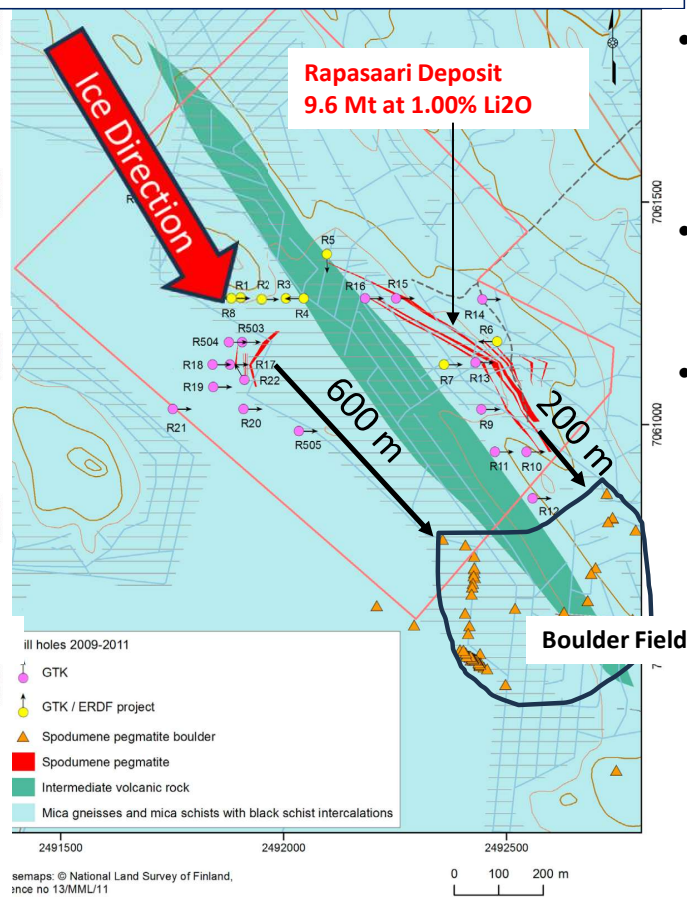 Rapasaari Deposit
9.6 Mt at 1.00% Li2O
Ice Direction
7061500
R5
R1
R2
R3
R16
R15
R8
R4
R14
R503
R6
R504
R18
R17
R7
R13
R22
R19
600 m
200 m
R21
R20
R9
7061000
R505
R11
R10
R12
Boulder Field
ill holes 2009-2011
GTK
GTK / ERDF project
Spodumene pegmatite boulder
Spodumene pegmatite
Intermediate volcanic rock
Mica gneisses and mica schists with black schist intercalations
2491500
2492000
2492500
semaps: © National Land Survey of Finland,
ence no 13/MML/11
0 100 200 m